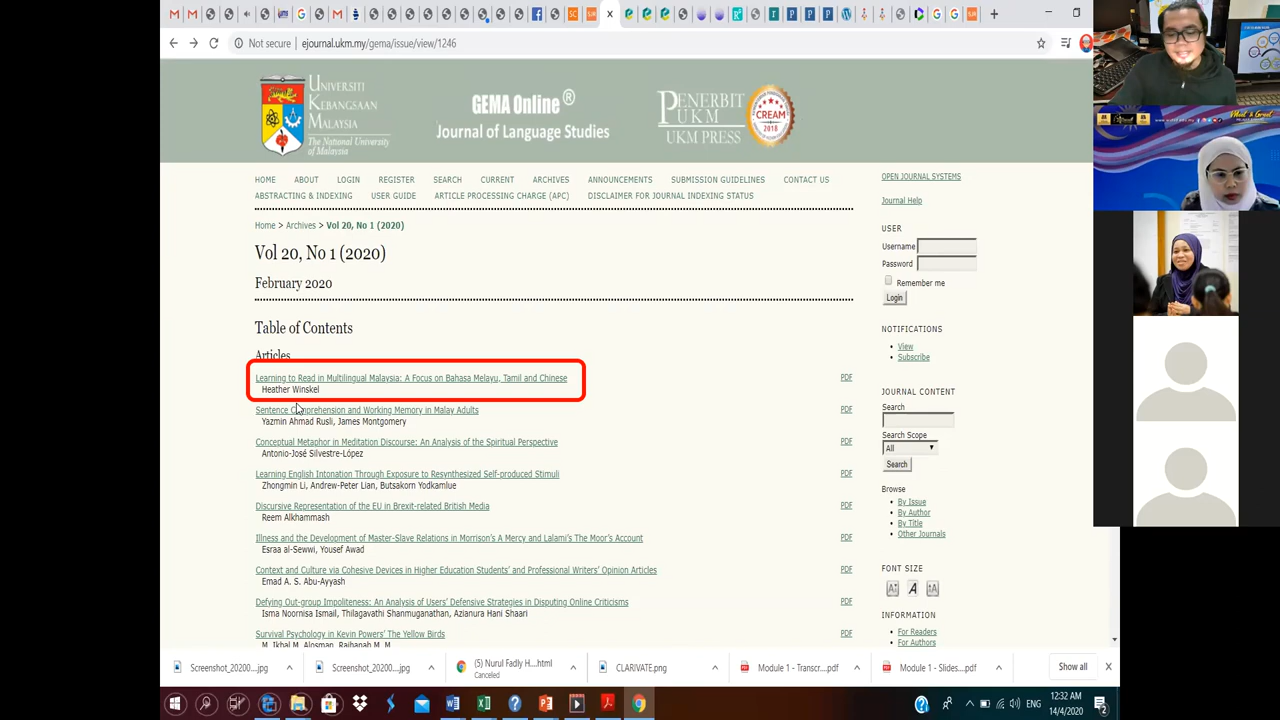 Not secure ejournal.ukm.my/gema/issue/view/1246
UNIVERSITI
KEBANGSAAN
MALAYSIA
The National University
of Malaysia
GEMA Online®
Journal of Language Studies
PENERBIT
UKM
UKM PRESS
CREAM
2018
HOME ABOUT LOGIN REGISTER SEARCH CURRENT ARCHIVES ANNOUNCEMENTS SUBMISSION GUIDELINES CONTACT US
ABSTRACTING & INDEXING USER GUIDE ARTICLE PROCESSING CHARGE (APC) DISCLAIMER FOR JOURNAL INDEXING STATUS
Home > Archives > Vol 20, No 1 (2020)
Vol 20, No 1 (2020)
February 2020
Table of Contents
Articles
Learning to Read in Multilingual Malaysia: A Focus on Bahasa Melayu, Tamil and Chinese PDF
Heather Winskel
Sentence Comprehension and Working Memory in Malay Adults PDF
Yazmin Ahmad Rusli, James Montgomery
Conceptual Metaphor in Meditation Discourse: An Analysis of the Spiritual Perspective PDF
Antonio-José Silvestre-López
Learning English Intonation Through Exposure to Resynthesized Self-produced Stimuli PDF
Zhongmin Li, Andrew-Peter Lian, Butsakorn Yodkamlue
Discursive Representation of the EU in Brexit-related British Media PDF
Reem Alkhammash
Illness and the Development of Master-Slave Relations in Morrison's A Mercy and Lalami's The Moor's Account PDF
Esraa al-Sewwi, Yousef Awad
Context and Culture via Cohesive Devices in Higher Education Students' and Professional Writers' Opinion Articles PDF
Emad A. S. Abu-Ayyash
Defying Out-group Impoliteness: An Analysis of Users' Defensive Strategies in Disputing Online Criticisms PDF
Isma Noornisa Ismail, Thilagavathi Shanmuganathan, Azianura Hani Shaari
Survival Psychology in Kevin Powers' The Yellow Birds PDF
OPEN JOURNAL SYSTEMS
Journal Help
USER
Username
Password
Remember me
Login
NOTIFICATIONS
View
Subscribe
JOURNAL CONTENT
Search
Search Scope
All
Search
Browse
By Issue
By Author
By Title
Other Journals
FONT SIZE
A A A
INFORMATION
For Readers
For Authors
Screenshot_20200....jpg Screenshot_20200....jpg (5) Nurul Fadly H....html CLARIVATE.png Module 1 - Transcr....pdf Module 1 - Slides....pdf Show all
Canceled
ENG
12:32 AM
14/4/2020
2